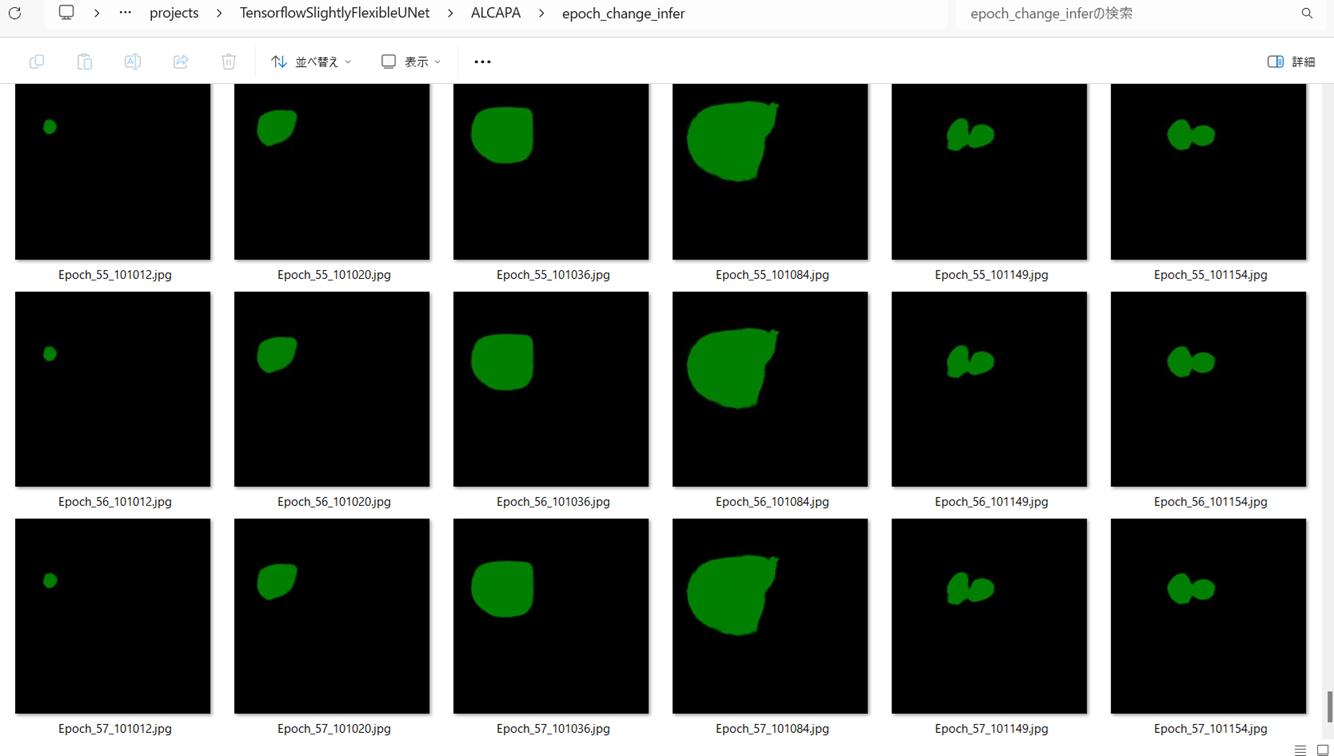 projects > TensorflowSlightlyFlexibleUNet > ALCAPA > epoch_change_infer epoch_change_inferの検索
並べ替え 表示 詳細
Epoch_55_101012.jpg Epoch_55_101020.jpg Epoch_55_101036.jpg Epoch_55_101084.jpg Epoch_55_101149.jpg Epoch_55_101154.jpg
Epoch_56_101012.jpg Epoch_56_101020.jpg Epoch_56_101036.jpg Epoch_56_101084.jpg Epoch_56_101149.jpg Epoch_56_101154.jpg
Epoch_57_101012.jpg Epoch_57_101020.jpg Epoch_57_101036.jpg Epoch_57_101084.jpg Epoch_57_101149.jpg Epoch_57_101154.jpg